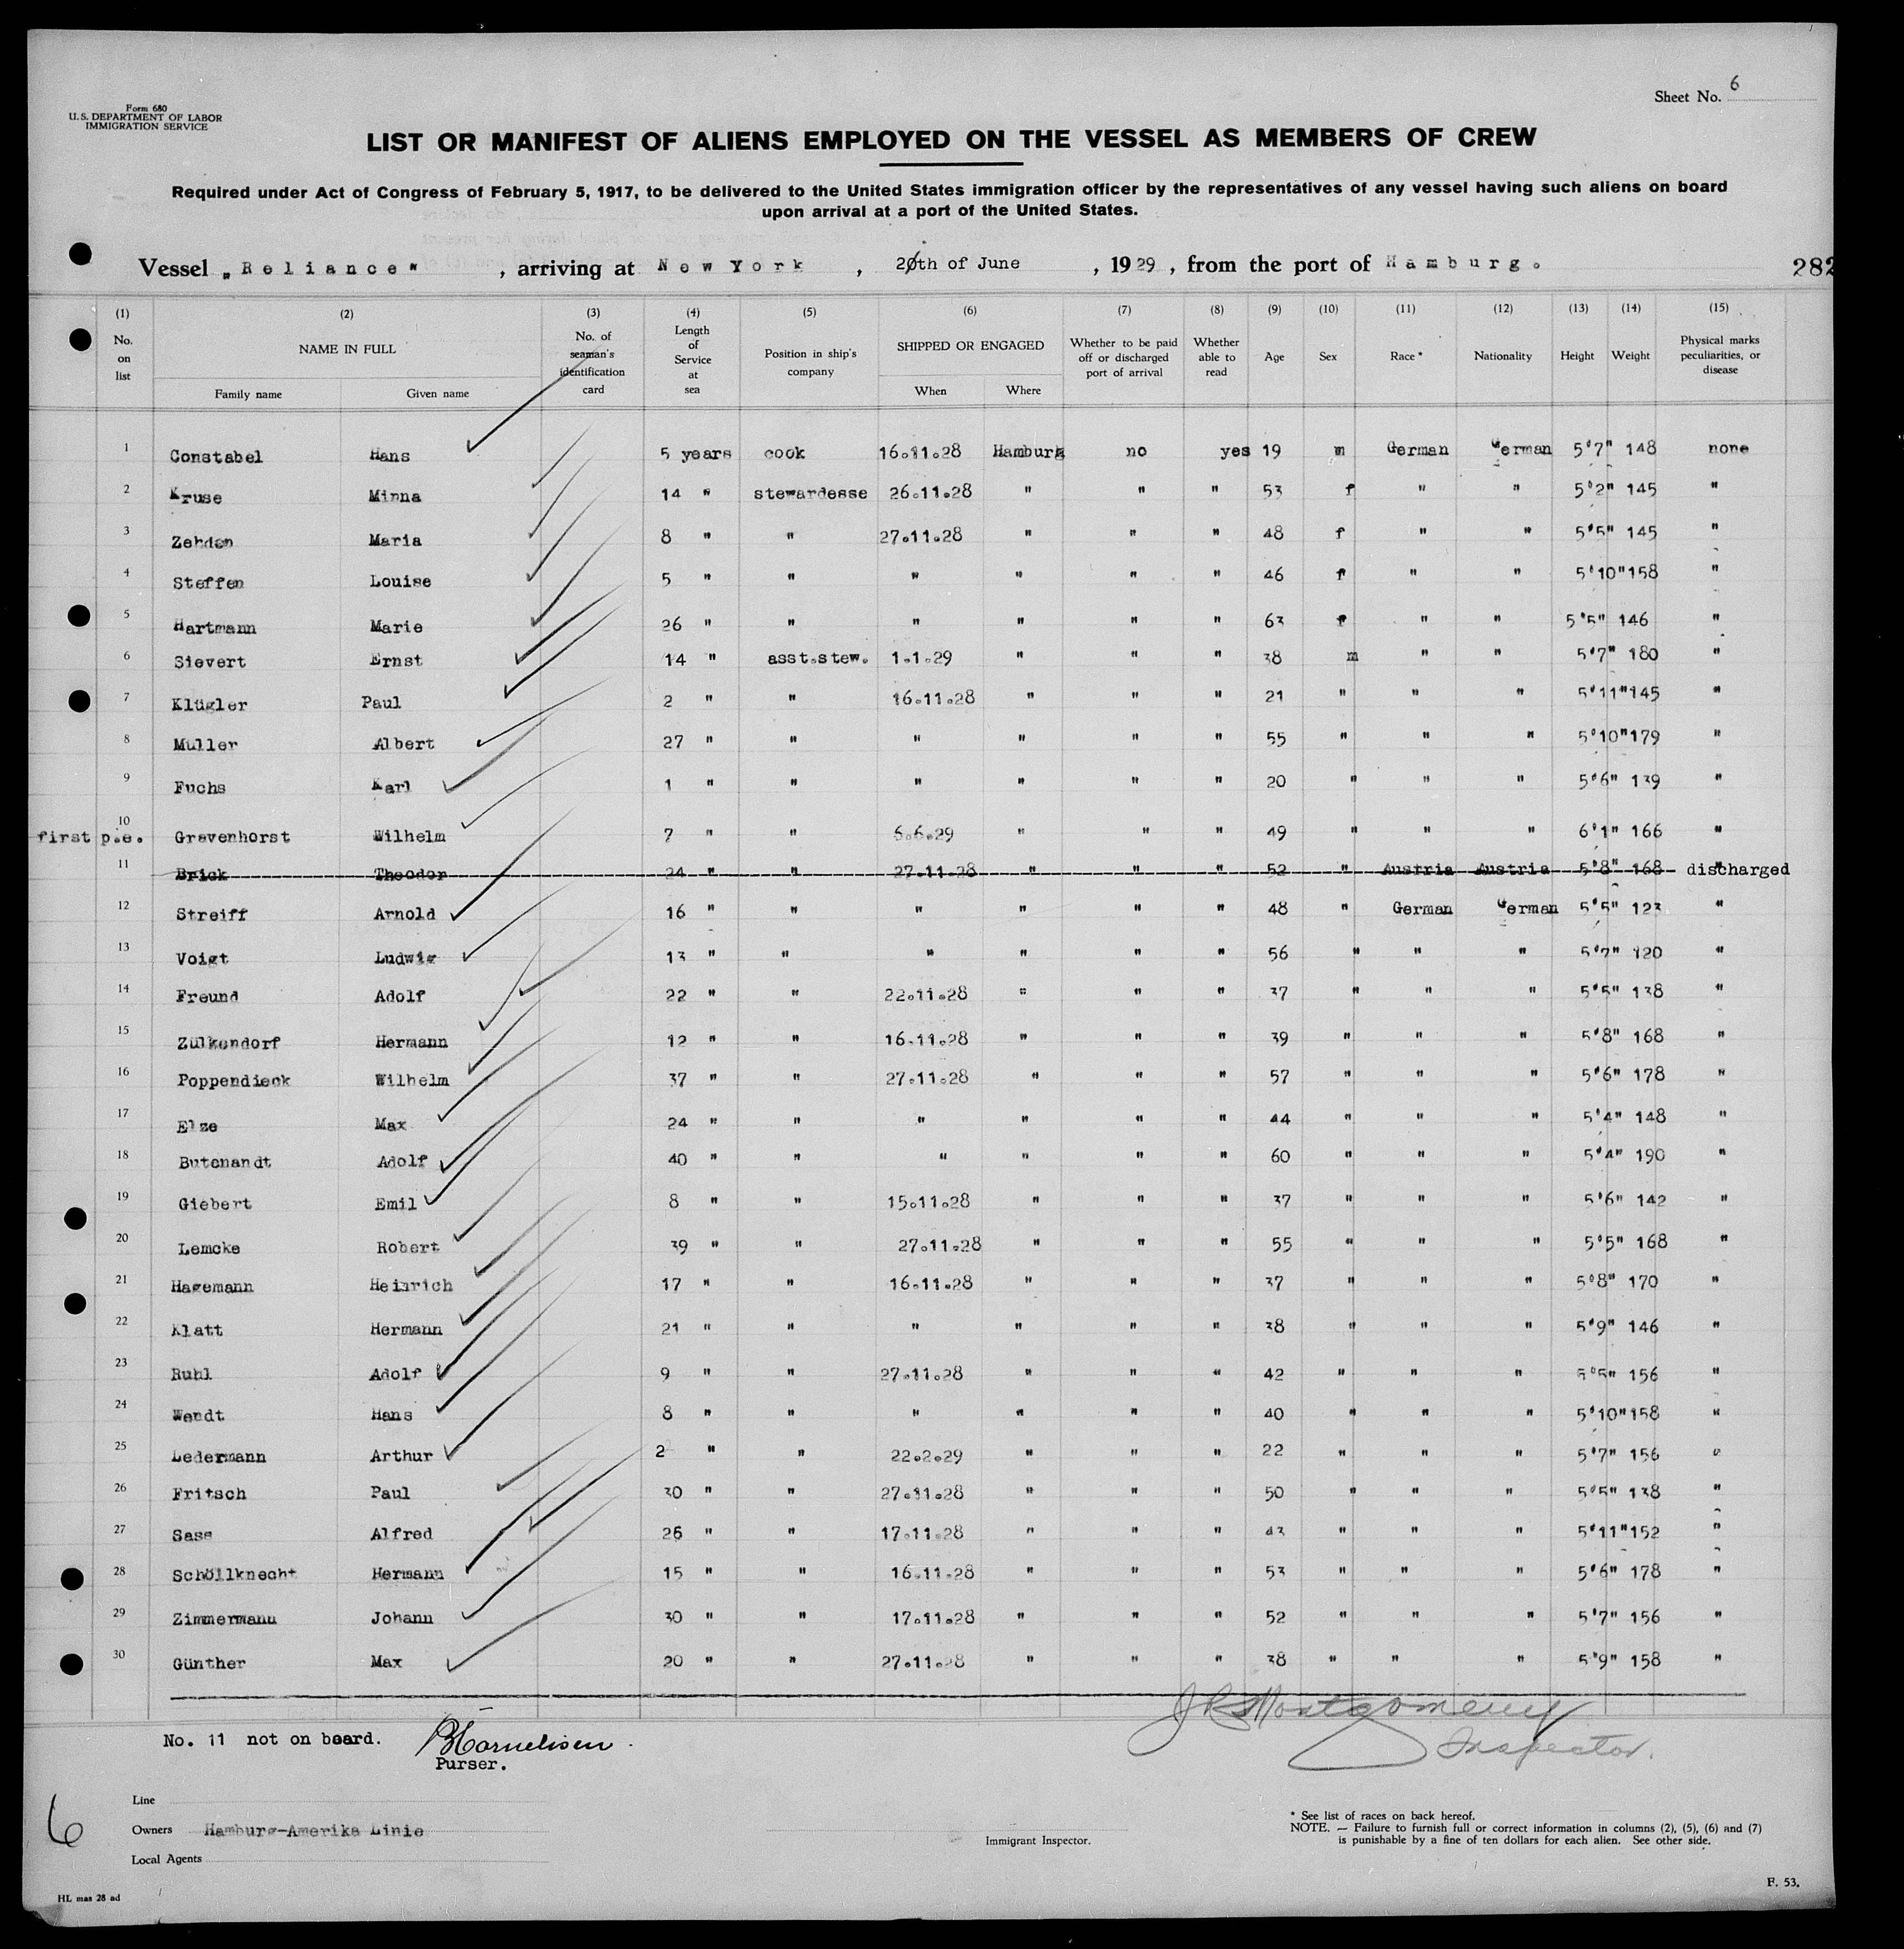 Form 680
U.S. DEPARTMENT OF LABOR
IMMIGRATION SERVICE
Sheet No. 6
LIST OR MANIFEST OF ALIENS EMPLOYED ON THE VESSEL AS MEMBERS OF CREW
Required under Act of Congress of February 5, 1917, to be delivered to the United States immigration officer by the representatives of any vessel having such aliens on board
upon arrival at a port of the United States.
Vessel „Reliance" , arriving at New York , 20th of June , 1929 , from the port of Hamburg.
282
(1) (2) (3) (4) (5) (6) (7) (8) (9) (10) (11) (12) (13) (14) (15)
No. on list NAME IN FULL Family name Given name No. of seaman's identification card Length of Service at sea Position in ship's company SHIPPED OR ENGAGED When Where Whether to be paid off or discharged port of arrival Whether able to read Age Sex Race * Nationality Height Weight Physical marks peculiarities, or disease
1 Constabel Hans 5 years cook 16.11.28 Hamburg no yes 19 m German German 5'7" 148 none
2 Kruse Minna 14 " stewardesse 26.11.28 " " " 53 f " " 5'2" 145 "
3 Zehden Maria 8 " " 27.11.28 " " " 48 f " " 5'5" 145 "
4 Steffen Louise 5 " " " " " " 46 f " " 5'10" 158 "
5 Hartmann Marie 26 " " " " " " 63 f " " 5'5" 146 "
6 Sievert Ernst 14 " asst.stew. 1.1.29 " " " 38 m " " 5'7" 180 "
7 Klügler Paul 2 " " 16.11.28 " " " 21 " " " 5'11" 145 "
8 Muller Albert 27 " " " " " " 55 " " " 5'10" 179 "
9 Fuchs Karl 1 " " " " " " 20 " " " 5'6" 139 "
first p.e. 10 Gravenhorst Wilhelm 7 " " 6.6.29 " " " 49 " " " 6'1" 166 "
11 Brick Theodor 24 " " 27.11.28 " " " 52 " Austria Austria 5'8" 168 " discharged
12 Streiff Arnold 16 " " " " " " 48 " German German 5'5" 123 "
13 Voigt Ludwig 13 " " " " " " 56 " " " 5'7" 120 "
14 Freund Adolf 22 " " 22.11.28 " " " 37 " " " 5'5" 138 "
15 Zülkendorf Hermann 12 " " 16.11.28 " " " 39 " " " 5'8" 168 "
16 Poppendieck Wilhelm 37 " " 27.11.28 " " " 57 " " " 5'6" 178 "
17 Elze Max 24 " " " " " " 44 " " " 5'4" 148 "
18 Butenandt Adolf 40 " " " " " " 60 " " " 5'4" 190 "
19 Giebert Emil 8 " " 15.11.28 " " " 37 " " " 5'6" 142 "
20 Lemcke Robert 39 " " 27.11.28 " " " 55 " " " 5'5" 168 "
21 Hagemann Heinrich 17 " " 16.11.28 " " " 37 " " " 5'8" 170 "
22 Klatt Hermann 21 " " " " " " 38 " " " 5'9" 146 "
23 Ruhl Adolf 9 " " 27.11.28 " " " 42 " " " 5'5" 156 "
24 Wendt Hans 8 " " " " " " 40 " " " 5'10" 158 "
25 Ledermann Arthur 2 " " 22.2.29 " " " 22 " " " 5'7" 156 "
26 Fritsch Paul 30 " " 27.11.28 " " " 50 " " " 5'5" 138 "
27 Sass Alfred 26 " " 17.11.28 " " " 43 " " " 5'11" 152 "
28 Schöllknecht Hermann 15 " " 16.11.28 " " " 53 " " " 5'6" 178 "
29 Zimmermann Johann 30 " " 17.11.28 " " " 52 " " " 5'7" 156 "
30 Günther Max 20 " " 27.11.28 " " " 38 " " " 5'9" 158 "
No. 11 not on board.
Cornelisen
Purser.
Montgomery
Inspector.
6
Line
Owners Hamburg-Amerika Linie
Local Agents
Immigrant Inspector.
* See list of races on back hereof.
NOTE. — Failure to furnish full or correct information in columns (2), (5), (6) and (7)
is punishable by a fine of ten dollars for each alien. See other side.
HL mas 28 ad
F. 53.